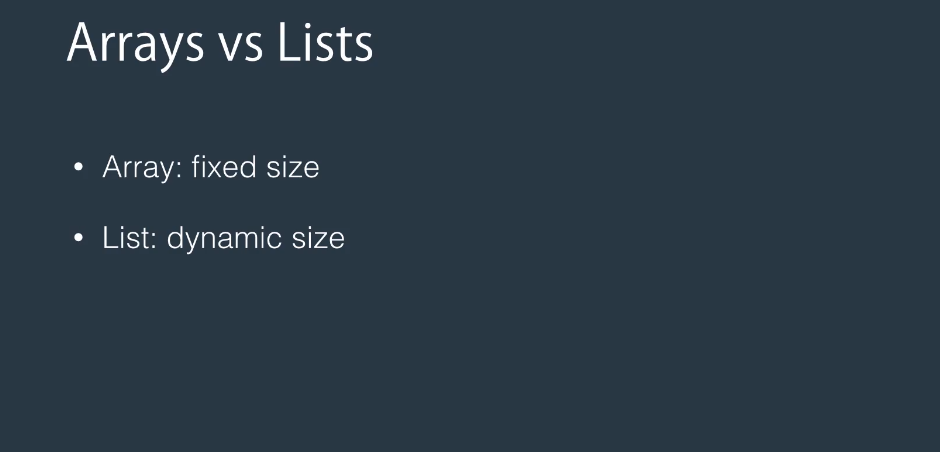 Arrays vs Lists
• Array: fixed size
• List: dynamic size